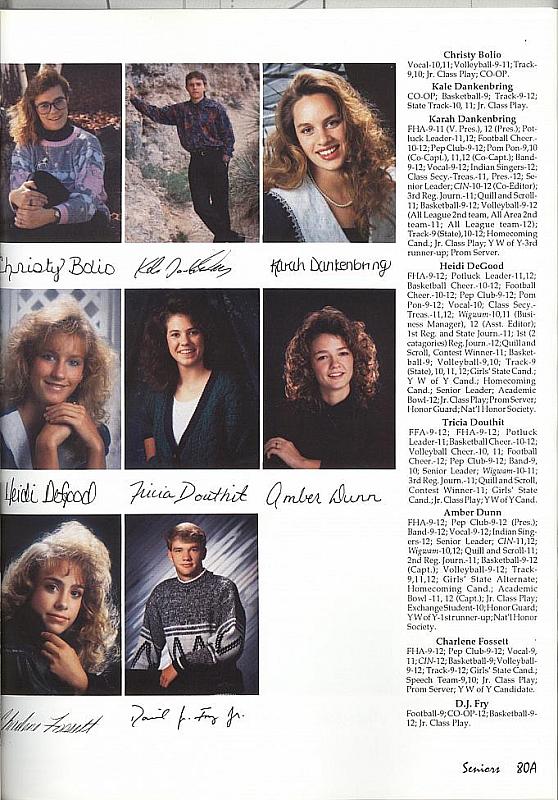 Christy Bolio
Kale Dankenbring
Karah Dankenbring
Heidi DeGood
Tricia Douthit
Amber Dunn
Charlene Fossett
David J. Fry Jr.
Christy Bolio
Vocal-10,11; Volleyball-9-11; Track-
9,10; Jr. Class Play; CO-OP.
Kale Dankenbring
CO-OP; Basketball-9; Track-9-12;
State Track-10, 11; Jr. Class Play.
Karah Dankenbring
FHA-9-11 (V. Pres.), 12 (Pres.); Pot-
luck Leader-11,12; Football Cheer.-
10-12; Pep Club-9-12; Pom Pon-9,10
(Co-Capt.), 11,12 (Co-Capt.); Band-
9-12; Vocal-9-12; Indian Singers-12;
Class Secy.-Treas.-11, Pres.-12; Se-
nior Leader; CIN-10-12 (Co-Editor);
3rd Reg. Journ.-11; Quill and Scroll-
11; Basketball-9-12; Volleyball-9-12
(All League 2nd team, All Area 2nd
team-11; All League team-12);
Track-9 (State),10-12; Homecoming
Cand.; Jr. Class Play; Y W of Y-3rd
runner-up; Prom Server.
Heidi DeGood
FHA-9-12; Potluck Leader-11,12;
Basketball Cheer.-10-12; Football
Cheer.-10-12; Pep Club-9-12; Pom
Pon-9-12; Vocal-10; Class Secy.-
Treas.-11,12; Wigwam-10,11 (Busi-
ness Manager), 12 (Asst. Editor);
1st Reg. and State Journ.-11; 1st (2
catagories) Reg. Journ.-12; Quill and
Scroll, Contest Winner-11; Basket-
ball-9; Volleyball-9,10; Track-9
(State), 10, 11, 12; Girls' State Cand.;
Y W of Y Cand.; Homecoming
Cand.; Senior Leader; Academic
Bowl-12; Jr. Class Play; Prom Server;
Honor Guard; Nat'l Honor Society.
Tricia Douthit
FFA-9-12; FHA-9-12; Potluck
Leader-11; Basketball Cheer.-10-12;
Volleyball Cheer.-10, 11; Football
Cheer.-12; Pep Club-9-12; Band-9,
10; Senior Leader; Wigwam-10-11;
3rd Reg. Journ.-11; Quill and Scroll,
Contest Winner-11; Girls' State
Cand.; Jr. Class Play; Y W of Y Cand.
Amber Dunn
FHA-9-12; Pep Club-9-12 (Pres.);
Band-9-12; Vocal-9-12; Indian Sing-
ers-12; Senior Leader; CIN-11,12;
Wigwam-10,12; Quill and Scroll-11;
2nd Reg. Journ.-11; Basketball-9-12
(Capt.); Volleyball-9-12; Track-
9,11,12; Girls' State Alternate;
Homecoming Cand.; Academic
Bowl -11, 12 (Capt.); Jr. Class Play;
Exchange Student-10; Honor Guard;
YW of Y-1st runner-up; Nat'l Honor
Society.
Charlene Fossett
FHA-9-12; Pep Club-9-12; Vocal-9,
11; CIN-12; Basketball-9; Volleyball-
9-12; Track-9-12; Girls' State Cand.;
Speech Team-9,10; Jr. Class Play;
Prom Server; Y W of Y Candidate.
D.J. Fry
Football-9; CO-OP-12; Basketball-9-
12; Jr. Class Play.
Seniors 80A